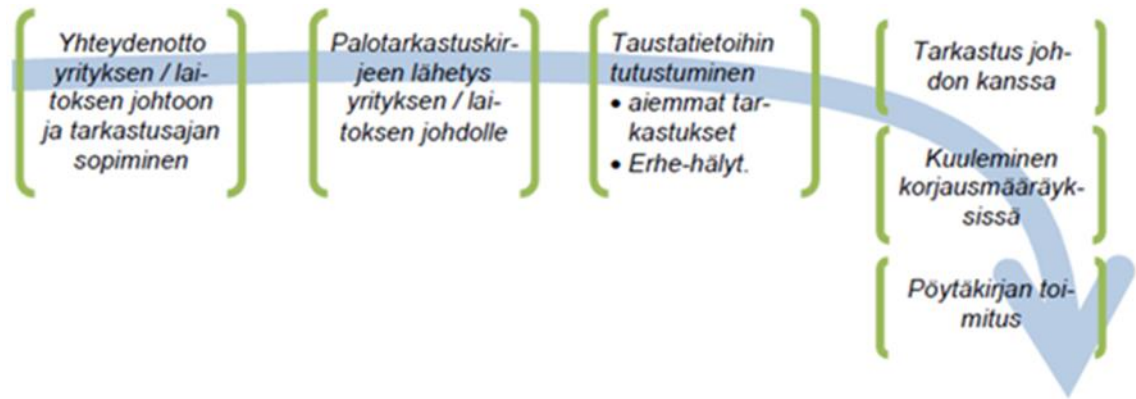 Yhteydenotto
yrityksen / lai-
toksen johtoon
ja tarkastusajan
sopiminen
Palotarkastuskir-
jeen lähetys
yrityksen / lai-
toksen johdolle
Taustatietoihin
tutustuminen
• aiemmat tar-
kastukset
• Erhe-hälyt.
Tarkastus joh-
don kanssa
Kuuleminen
korjausmääräyk-
sissä
Pöytäkirjan toi-
mitus